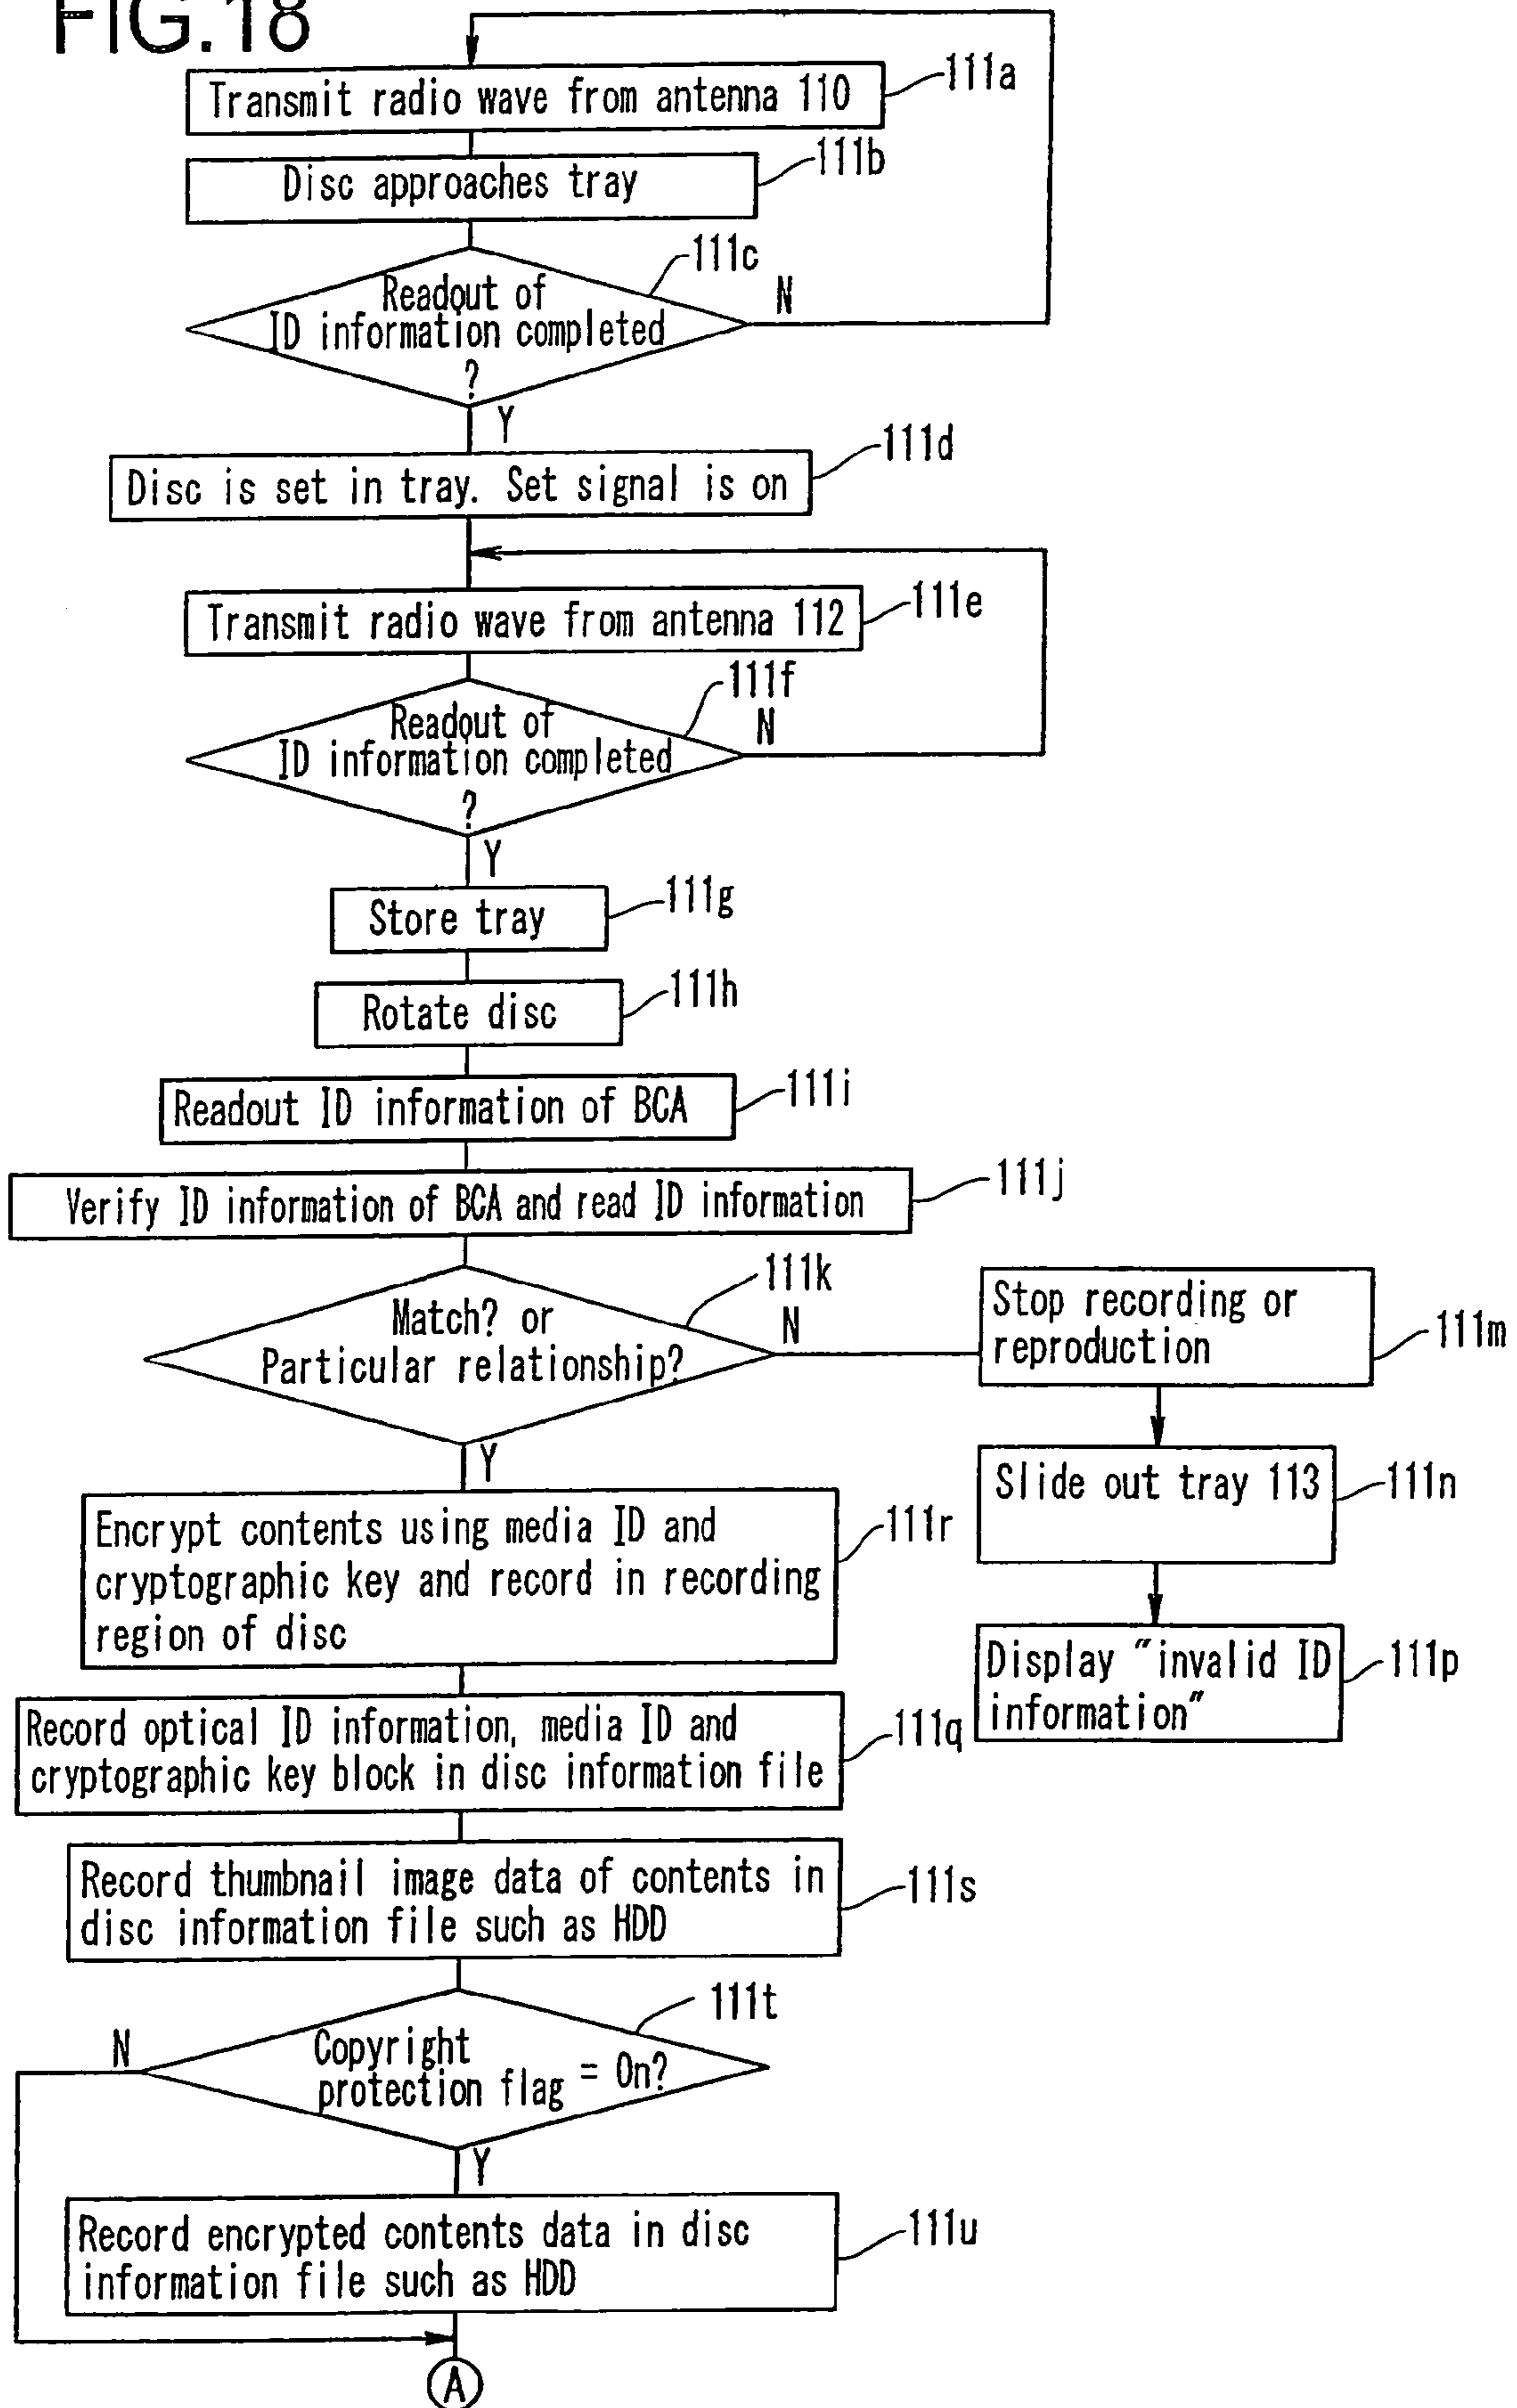 FIG.18
Transmit radio wave from antenna 110
111a
Disc approaches tray
111b
Readout of
ID information completed
?
111c
N
Y
Disc is set in tray. Set signal is on
111d
Transmit radio wave from antenna 112
111e
Readout of
ID information completed
?
111f
N
Y
Store tray
111g
Rotate disc
111h
Readout ID information of BCA
111i
Verify ID information of BCA and read ID information
111j
Match? or
Particular relationship?
111k
N
Y
Stop recording or
reproduction
111m
Slide out tray 113
111n
Display "invalid ID
information"
111p
Encrypt contents using media ID and
cryptographic key and record in recording
region of disc
111r
Record optical ID information, media ID and
cryptographic key block in disc information file
111q
Record thumbnail image data of contents in
disc information file such as HDD
111s
Copyright
protection flag = On?
111t
N
Y
Record encrypted contents data in disc
information file such as HDD
111u
A